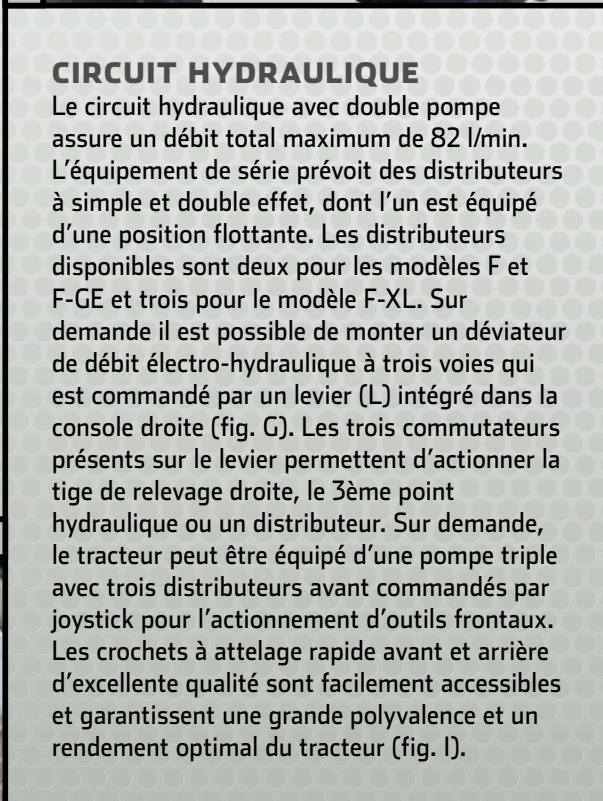 CIRCUIT HYDRAULIQUE
Le circuit hydraulique avec double pompe
assure un débit total maximum de 82 l/min.
L'équipement de série prévoit des distributeurs
à simple et double effet, dont l'un est équipé
d'une position flottante. Les distributeurs
disponibles sont deux pour les modèles F et
F-GE et trois pour le modèle F-XL. Sur
demande il est possible de monter un déviateur
de débit électro-hydraulique à trois voies qui
est commandé par un levier (L) intégré dans la
console droite (fig. G). Les trois commutateurs
présents sur le levier permettent d'actionner la
tige de relevage droite, le 3ème point
hydraulique ou un distributeur. Sur demande,
le tracteur peut être équipé d'une pompe triple
avec trois distributeurs avant commandés par
joystick pour l'actionnement d'outils frontaux.
Les crochets à attelage rapide avant et arrière
d'excellente qualité sont facilement accessibles
et garantissent une grande polyvalence et un
rendement optimal du tracteur (fig. I).